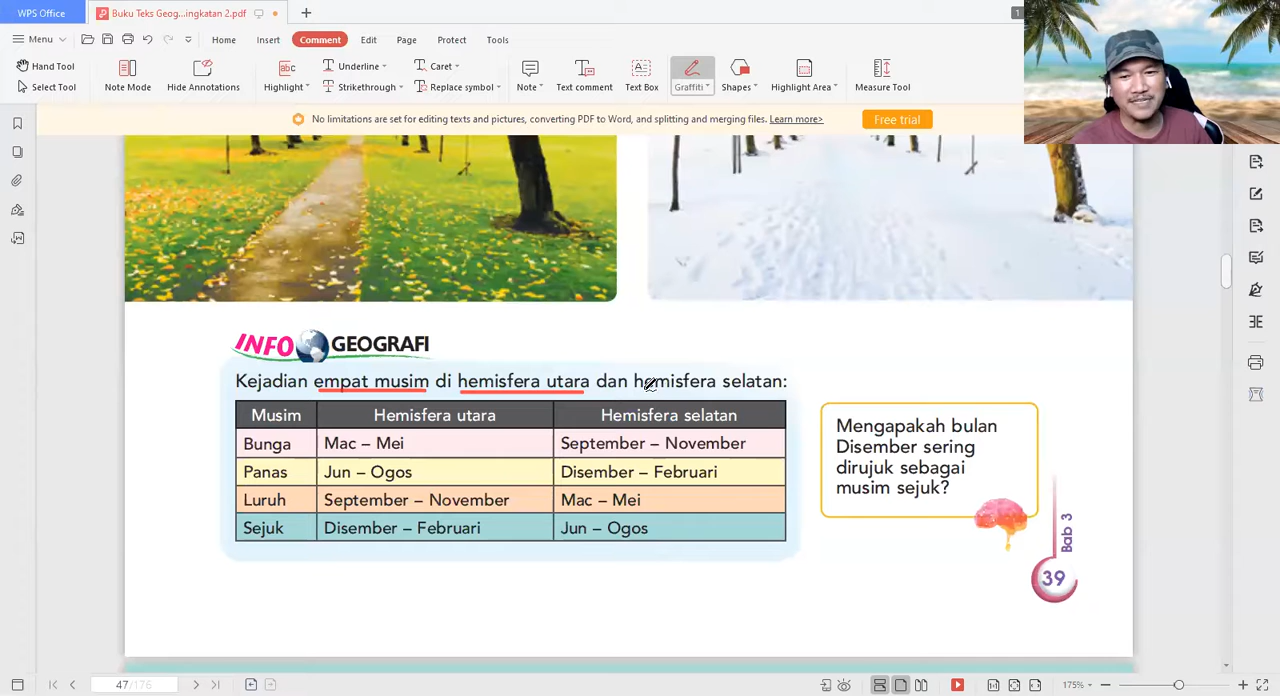 WPS Office
Buku Teks Geog...ingkatan 2.pdf
1
Menu
Home
Insert
Comment
Edit
Page
Protect
Tools
Hand Tool
Select Tool
Note Mode
Hide Annotations
abc
Highlight
Underline
Strikethrough
Caret
Replace symbol
Note
Text comment
Text Box
Graffiti
Shapes
Highlight Area
Measure Tool
No limitations are set for editing texts and pictures, converting PDF to Word, and splitting and merging files. Learn more>
Free trial
INFO GEOGRAFI
Kejadian empat musim di hemisfera utara dan hemisfera selatan:
Musim Hemisfera utara Hemisfera selatan
Bunga Mac – Mei September – November
Panas Jun – Ogos Disember – Februari
Luruh September – November Mac – Mei
Sejuk Disember – Februari Jun – Ogos
Mengapakah bulan
Disember sering
dirujuk sebagai
musim sejuk?
Bab 3
39
47/176
175%